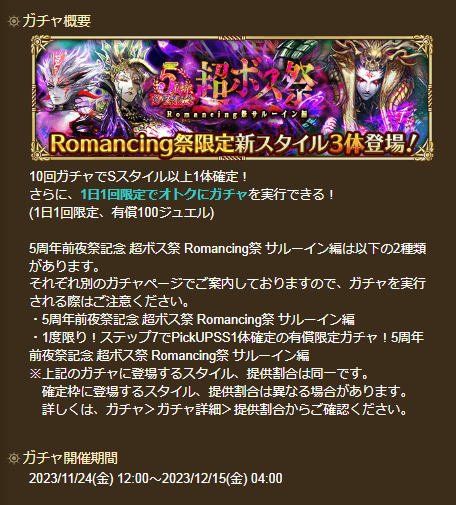 ガチャ概要
5周年前夜祭記念 超ボス祭
Romancing祭 サルーイン編
Romancing祭限定新スタイル3体登場!
10回ガチャでSスタイル以上1体確定!
さらに、1日1回限定でオトクにガチャを実行できる!
(1日1回限定、有償100ジュエル)
5周年前夜祭記念 超ボス祭 Romancing祭 サルーイン編は以下の2種類
があります。
それぞれ別のガチャページでご案内しておりますので、ガチャを実行
される際はご注意ください。
・5周年前夜祭記念 超ボス祭 Romancing祭 サルーイン編
・1度限り!ステップ7でPickUPSS1体確定の有償限定ガチャ!5周年
前夜祭記念 超ボス祭 Romancing祭 サルーイン編
※上記のガチャに登場するスタイル、提供割合は同一です。
確定枠に登場するスタイル、提供割合は異なる場合があります。
詳しくは、ガチャ＞ガチャ詳細＞提供割合からご確認ください。
ガチャ開催期間
2023/11/24(金) 12:00～2023/12/15(金) 04:00